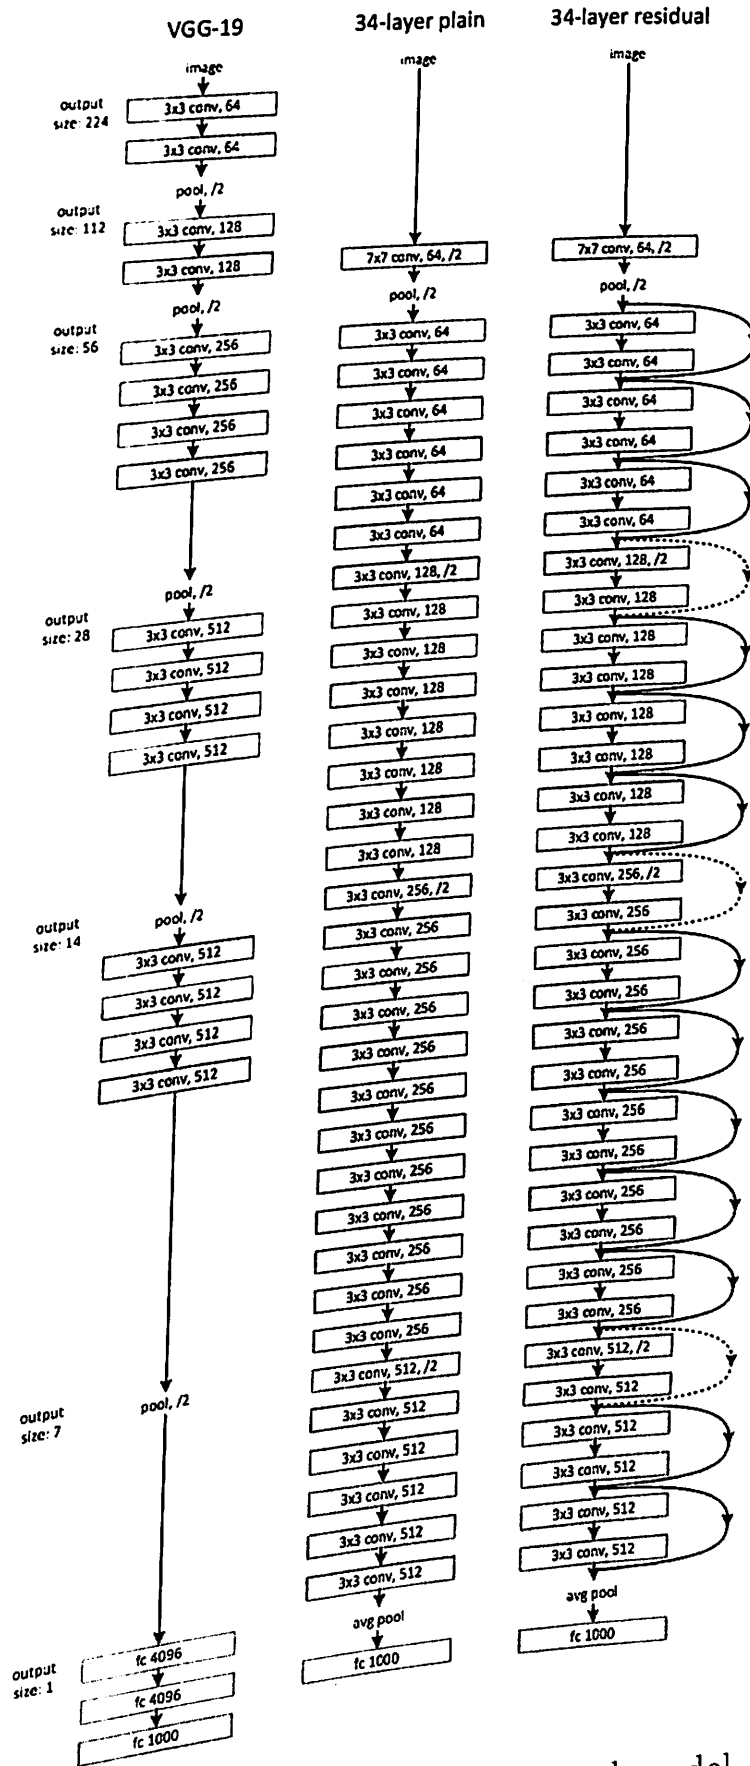 VGG-19
image
output
size: 224
3x3 conv, 64
3x3 conv, 64
pool, /2
output
size: 112
3x3 conv, 128
3x3 conv, 128
pool, /2
output
size: 56
3x3 conv, 256
3x3 conv, 256
3x3 conv, 256
3x3 conv, 256
pool, /2
output
size: 28
3x3 conv, 512
3x3 conv, 512
3x3 conv, 512
3x3 conv, 512
pool, /2
output
size: 14
3x3 conv, 512
3x3 conv, 512
3x3 conv, 512
3x3 conv, 512
output
size: 7
pool, /2
output
size: 1
fc 4096
fc 4096
fc 1000
34-layer plain
image
7x7 conv, 64, /2
pool, /2
3x3 conv, 64
3x3 conv, 64
3x3 conv, 64
3x3 conv, 64
3x3 conv, 64
3x3 conv, 64
3x3 conv, 128, /2
3x3 conv, 128
3x3 conv, 128
3x3 conv, 128
3x3 conv, 128
3x3 conv, 128
3x3 conv, 128
3x3 conv, 128
3x3 conv, 256, /2
3x3 conv, 256
3x3 conv, 256
3x3 conv, 256
3x3 conv, 256
3x3 conv, 256
3x3 conv, 256
3x3 conv, 256
3x3 conv, 256
3x3 conv, 256
3x3 conv, 256
3x3 conv, 256
3x3 conv, 512, /2
3x3 conv, 512
3x3 conv, 512
3x3 conv, 512
3x3 conv, 512
3x3 conv, 512
avg pool
fc 1000
34-layer residual
image
7x7 conv, 64, /2
pool, /2
3x3 conv, 64
3x3 conv, 64
3x3 conv, 64
3x3 conv, 64
3x3 conv, 64
3x3 conv, 64
3x3 conv, 128, /2
3x3 conv, 128
3x3 conv, 128
3x3 conv, 128
3x3 conv, 128
3x3 conv, 128
3x3 conv, 128
3x3 conv, 128
3x3 conv, 256, /2
3x3 conv, 256
3x3 conv, 256
3x3 conv, 256
3x3 conv, 256
3x3 conv, 256
3x3 conv, 256
3x3 conv, 256
3x3 conv, 256
3x3 conv, 256
3x3 conv, 256
3x3 conv, 256
3x3 conv, 512, /2
3x3 conv, 512
3x3 conv, 512
3x3 conv, 512
3x3 conv, 512
3x3 conv, 512
avg pool
fc 1000